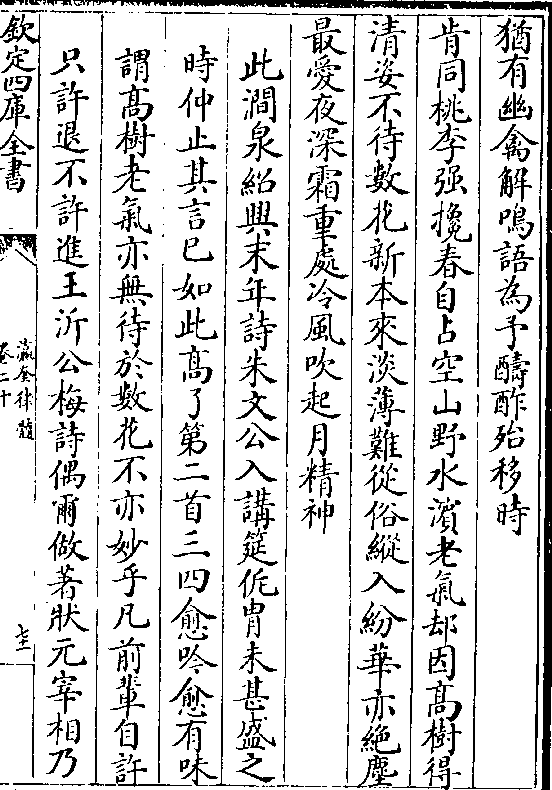 猶有幽禽解鳴語為予醻酢殆移時
肯同桃李强攙春自占空山野水濵老氣却因髙樹得
清姿不待數花新本來淡薄難從俗縱入紛華亦絶塵
最愛夜深霜重處冷風吹起月精神
此澗泉紹興末年詩朱文公入講筵侂胄未甚盛之
時仲止其言已如此髙了第二首三四愈吟愈有味
謂髙樹老氣亦無待於數花不亦妙乎凡前輩自許
只許退不許進王沂公梅詩偶爾做著狀元宰相乃
欽定四庫全書
瀛奎律髓
卷二十